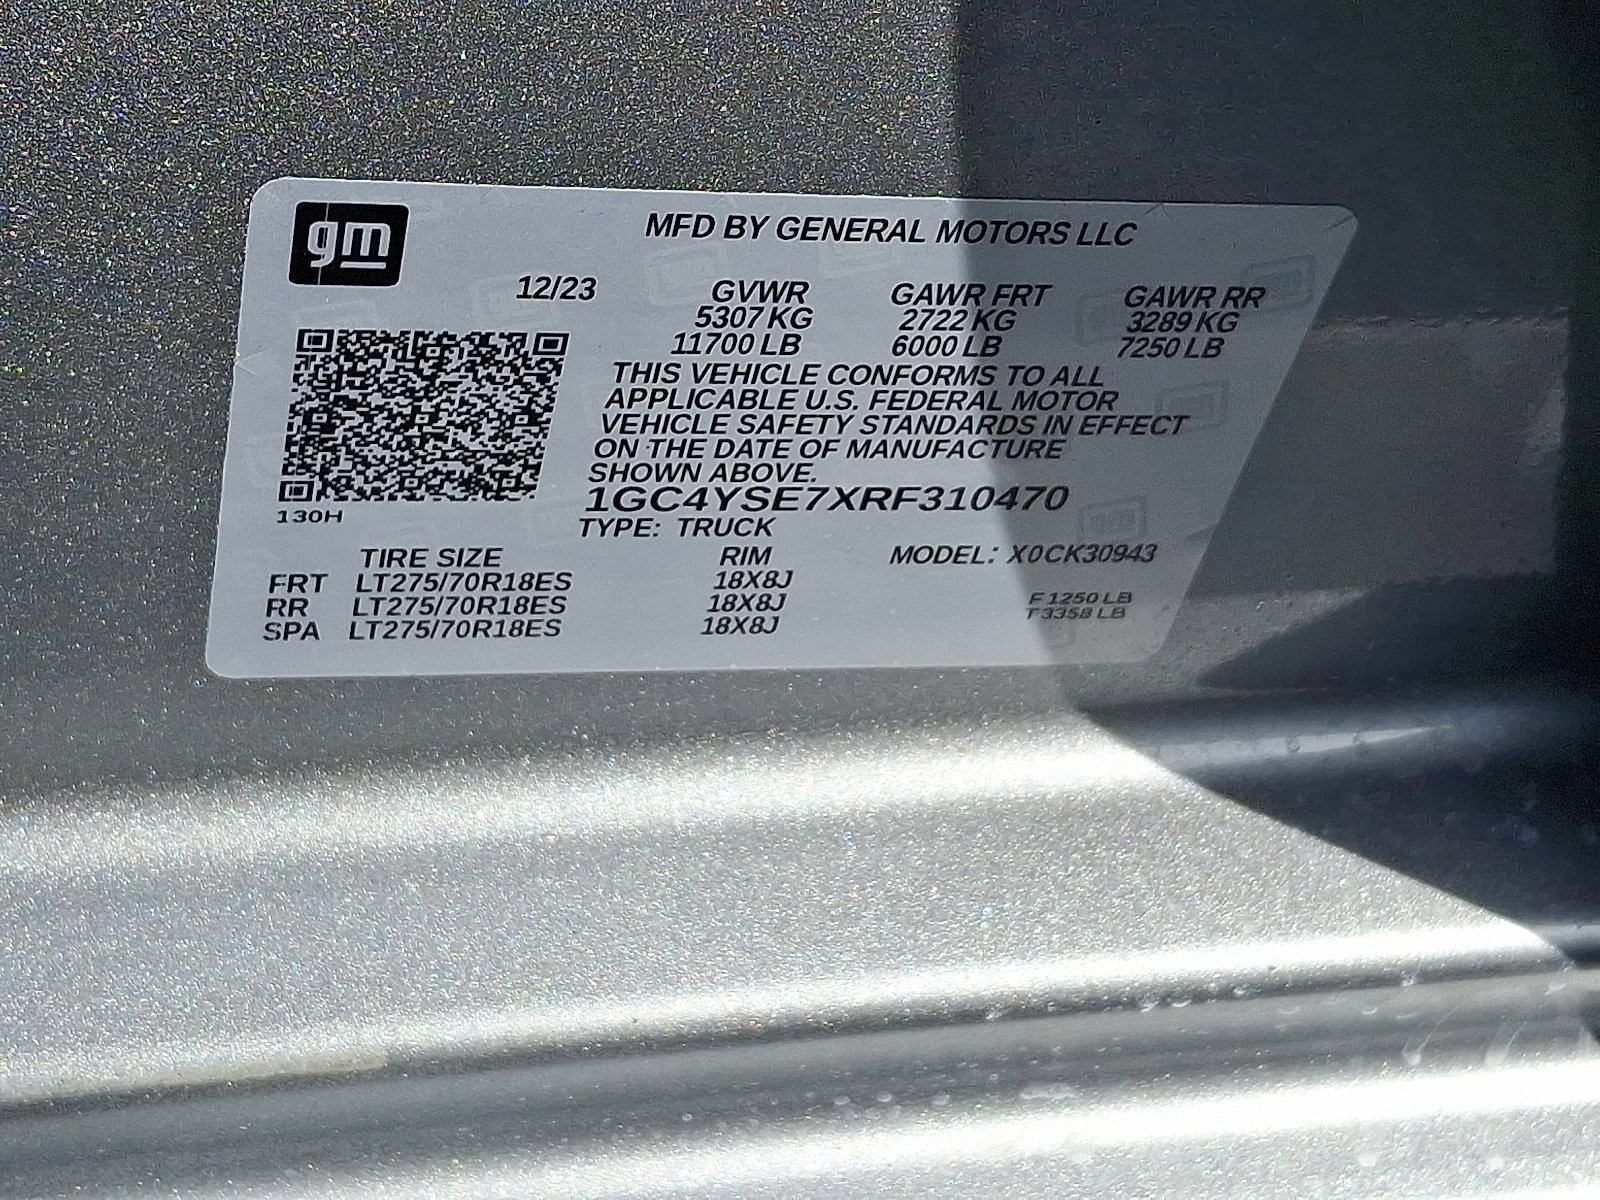 gm
MFD BY GENERAL MOTORS LLC
12/23 GVWR GAWR FRT GAWR RR
5307 KG 2722 KG 3289 KG
11700 LB 6000 LB 7250 LB
THIS VEHICLE CONFORMS TO ALL
APPLICABLE U.S. FEDERAL MOTOR
VEHICLE SAFETY STANDARDS IN EFFECT
ON THE DATE OF MANUFACTURE
SHOWN ABOVE.
1GC4YSE7XRF310470
130H
TYPE: TRUCK
TIRE SIZE RIM MODEL: X0CK30943
FRT LT275/70R18ES 18X8J
RR LT275/70R18ES 18X8J F1250 LB
SPA LT275/70R18ES 18X8J T3358 LB